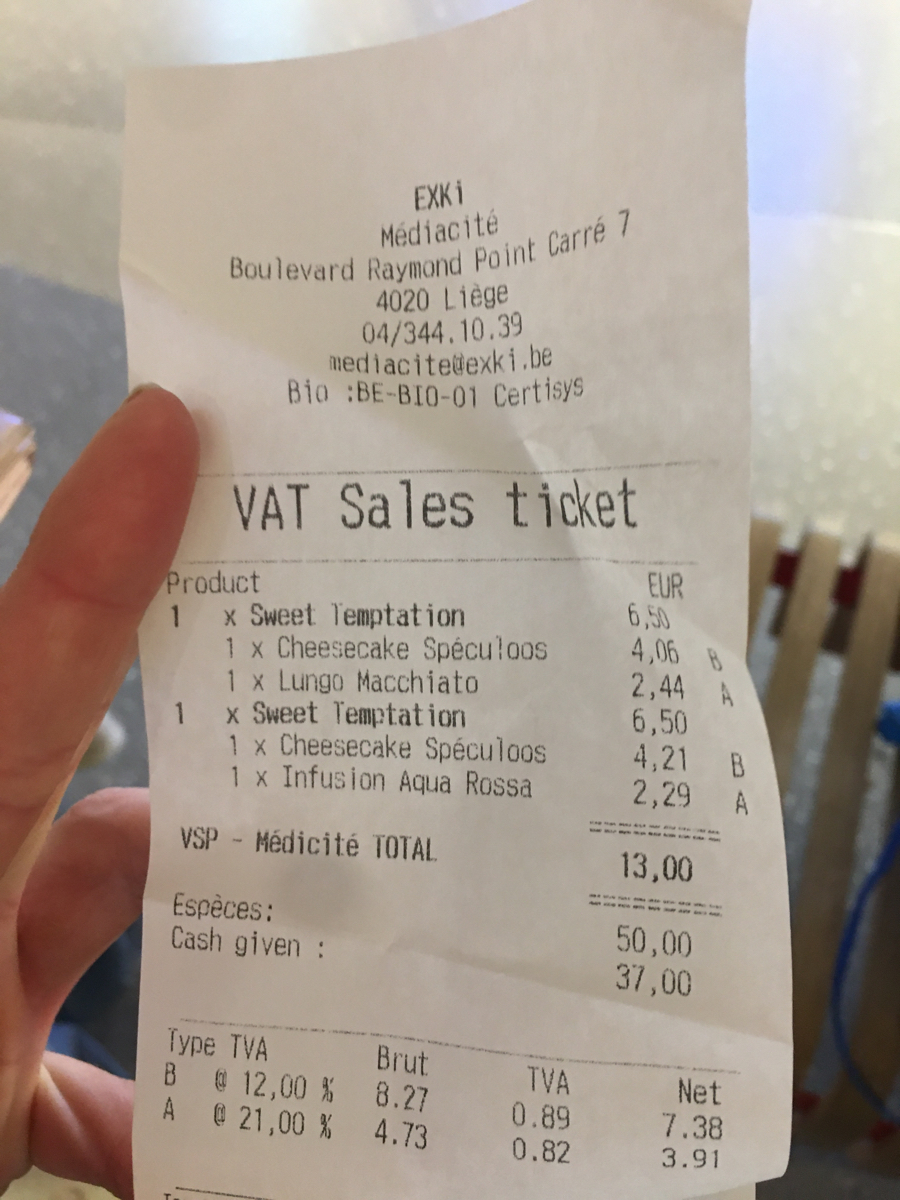 EXKi
Médiacité
Boulevard Raymond Point Carré 7
4020 Liège
04/344.10.39
mediacite@exki.be
Bio :BE-BIO-01 Certisys
VAT Sales ticket
Product EUR
1 x Sweet Temptation 6,50
1 x Cheesecake Spéculoos 4,06 B
1 x Lungo Macchiato 2,44 A
1 x Sweet Temptation 6,50
1 x Cheesecake Spéculoos 4,21 B
1 x Infusion Aqua Rossa 2,29 A
VSP - Médicité TOTAL 13,00
Espèces: 50,00
Cash given : 37,00
Type TVA Brut TVA Net
B @ 12,00 % 8.27 0.89 7.38
A @ 21,00 % 4.73 0.82 3.91